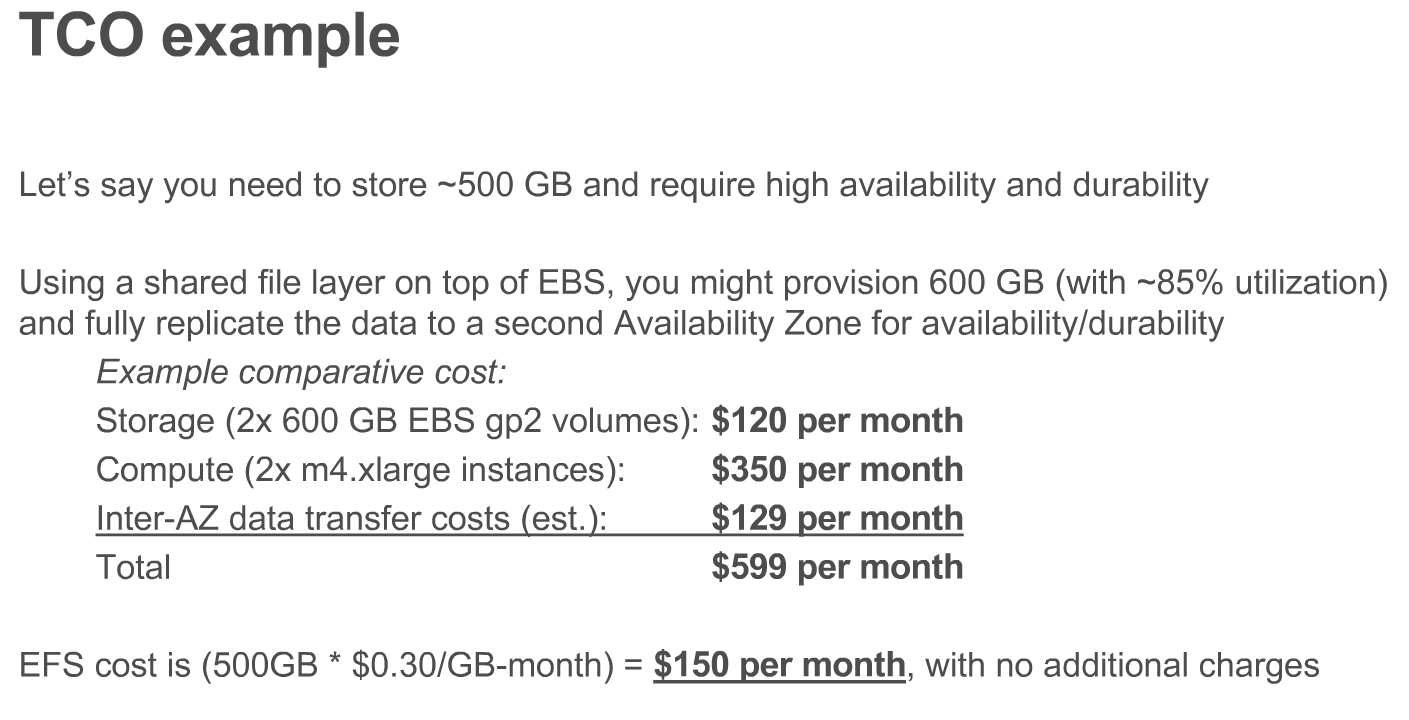 TCO example
Let’s say you need to store ~500 GB and require high availability and durability
Using a shared file layer on top of EBS, you might provision 600 GB (with ~85% utilization)
and fully replicate the data to a second Availability Zone for availability/durability
Example comparative cost:
Storage (2x 600 GB EBS gp2 volumes): $120 per month
Compute (2x m4.xlarge instances): $350 per month
Inter-AZ data transfer costs (est.): $129 per month
Total $599 per month
EFS cost is (500GB * $0.30/GB-month) = $150 per month, with no additional charges